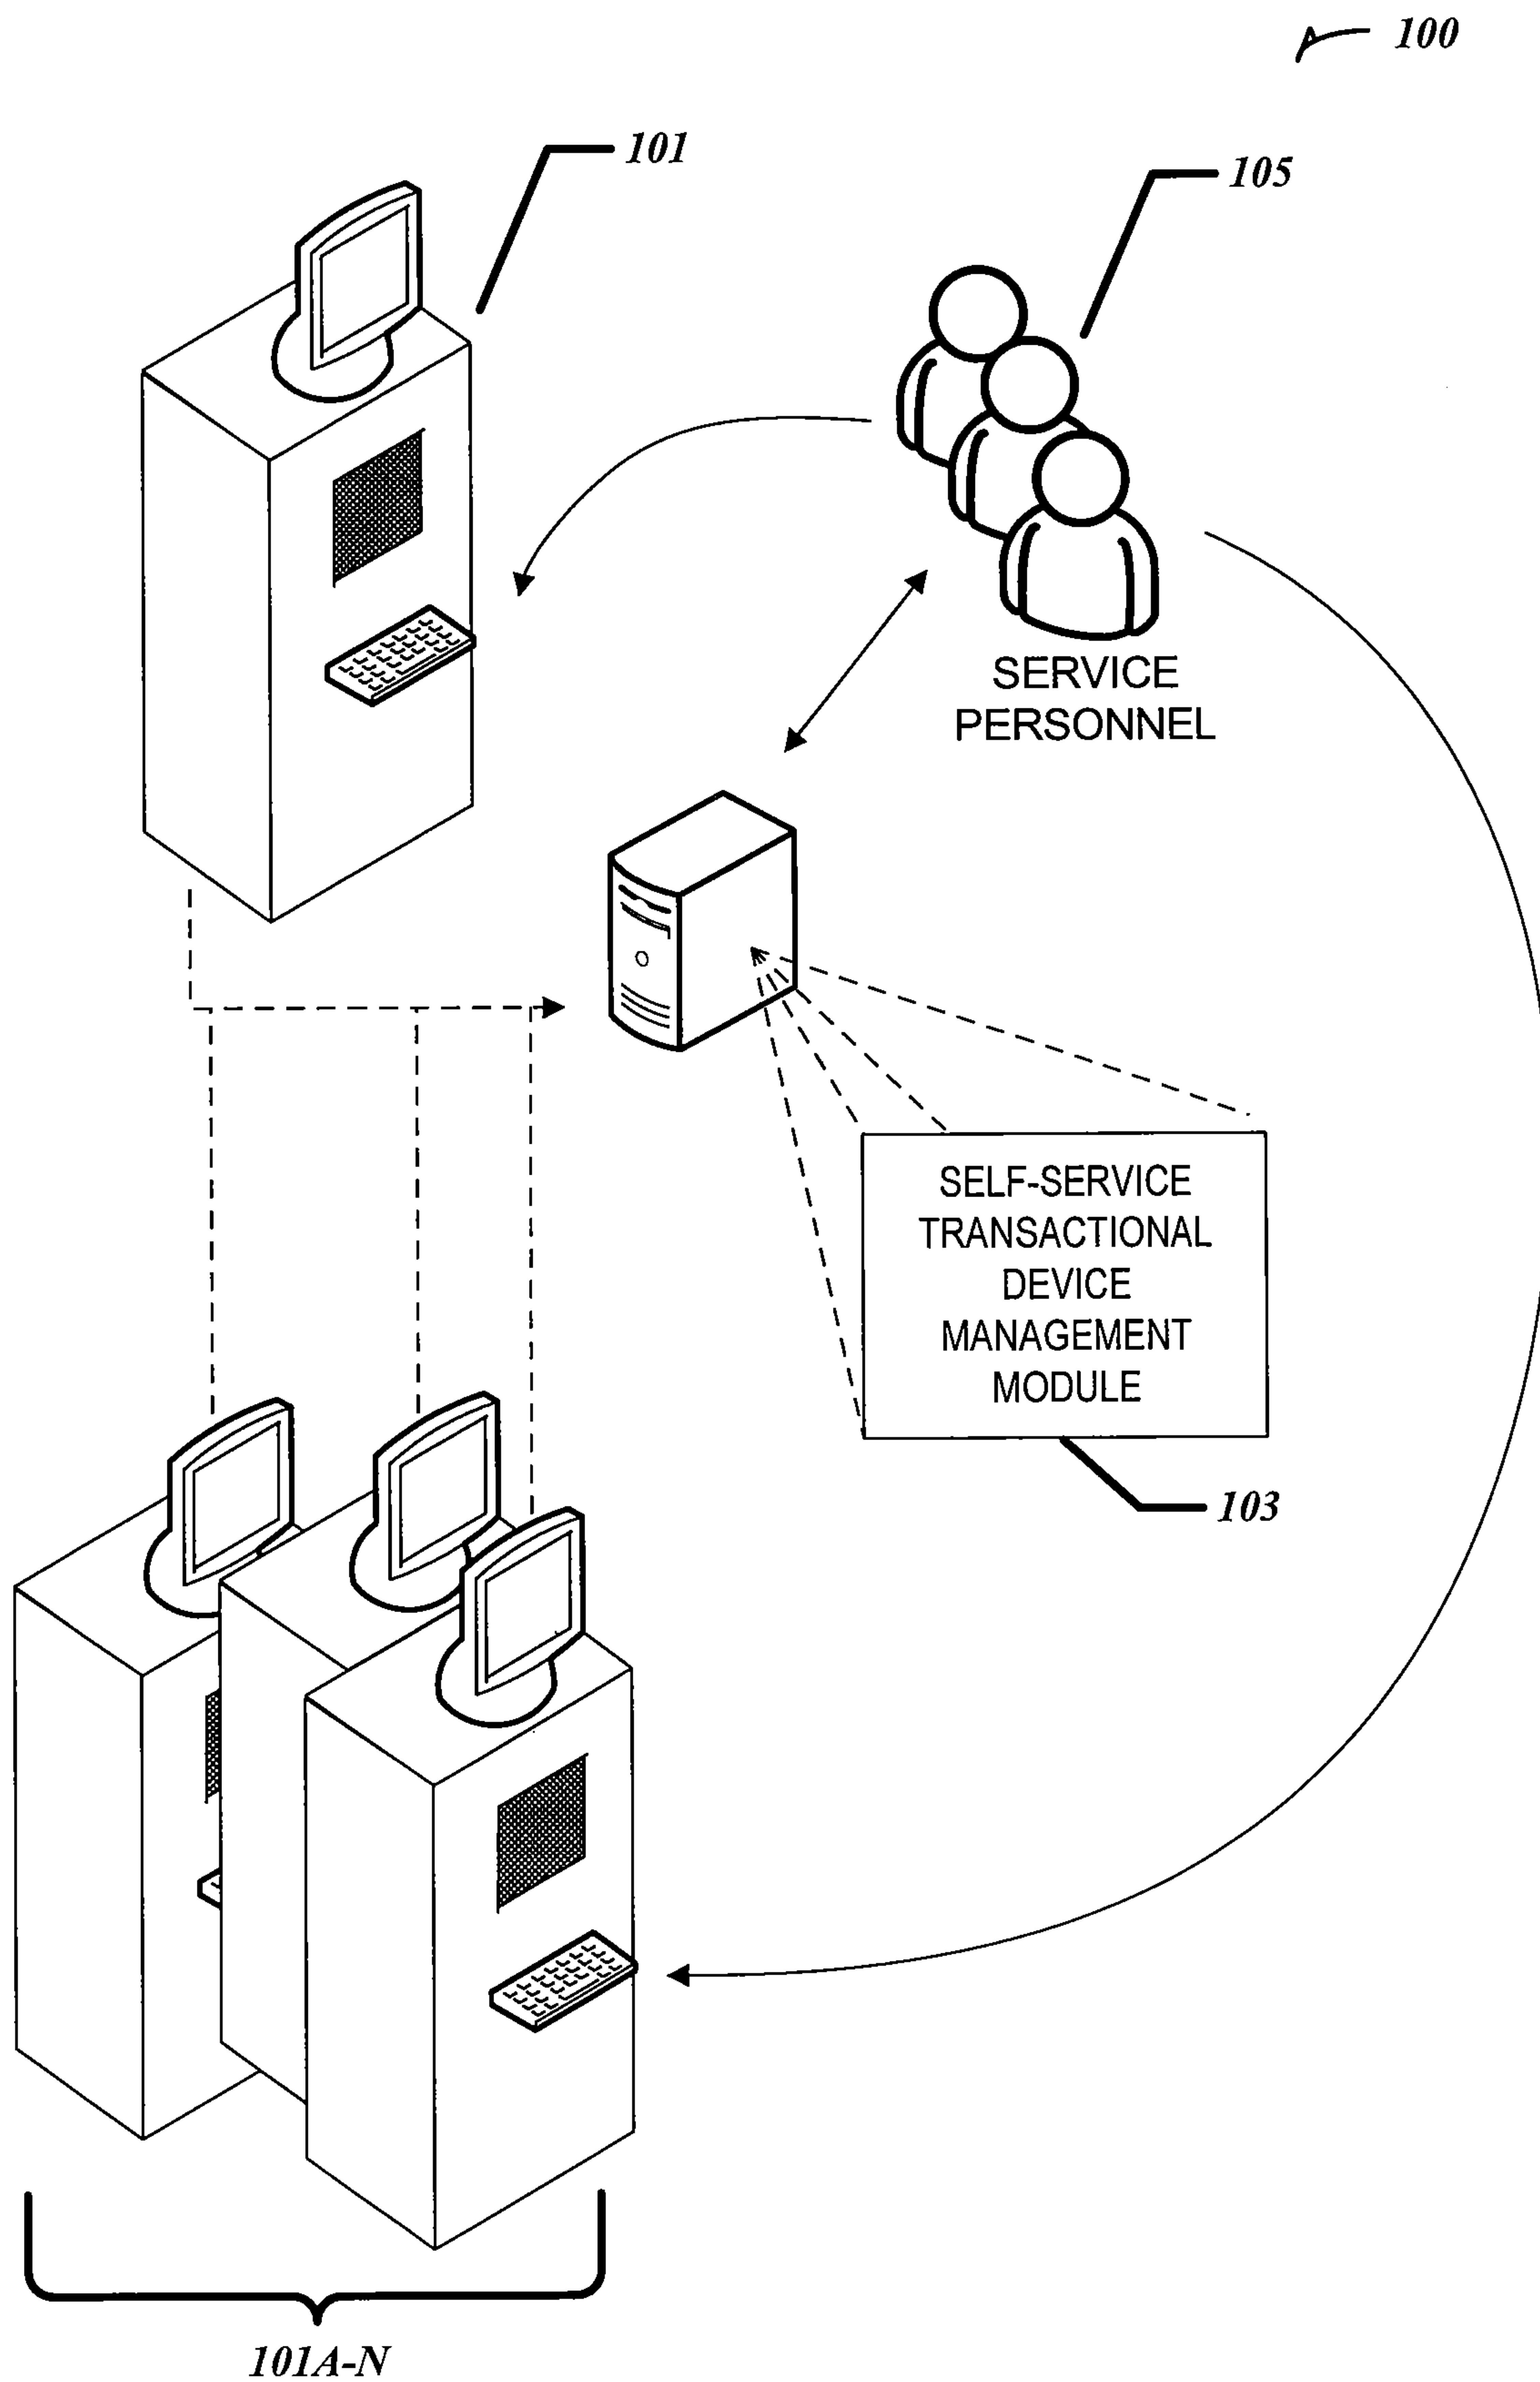 100
101
105
SERVICE
PERSONNEL
SELF-SERVICE
TRANSACTIONAL
DEVICE
MANAGEMENT
MODULE
103
101A-N